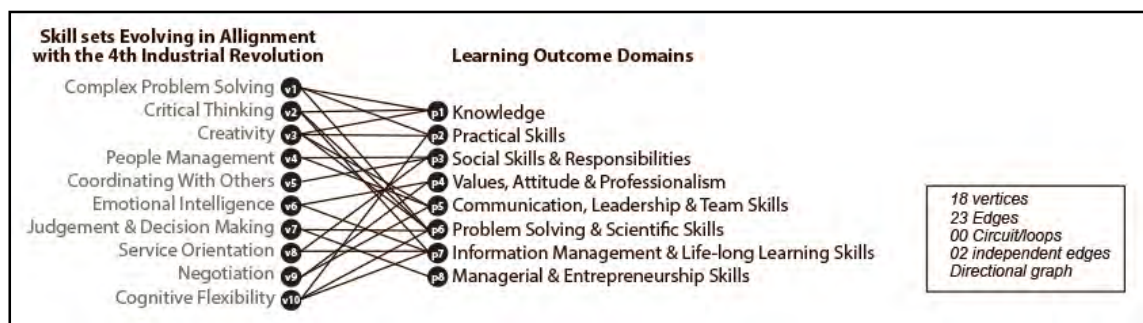 Skill sets Evolving in Allignment
with the 4th Industrial Revolution
Learning Outcome Domains
Complex Problem Solving v1
Critical Thinking v2
Creativity v3
People Management v4
Coordinating With Others v5
Emotional Intelligence v6
Judgement & Decision Making v7
Service Orientation v8
Negotiation v9
Cognitive Flexibility v10
p1 Knowledge
p2 Practical Skills
p3 Social Skills & Responsibilities
p4 Values, Attitude & Professionalism
p5 Communication, Leadership & Team Skills
p6 Problem Solving & Scientific Skills
p7 Information Management & Life-long Learning Skills
p8 Managerial & Entrepreneurship Skills
18 vertices
23 Edges
00 Circuit/loops
02 independent edges
Directional graph